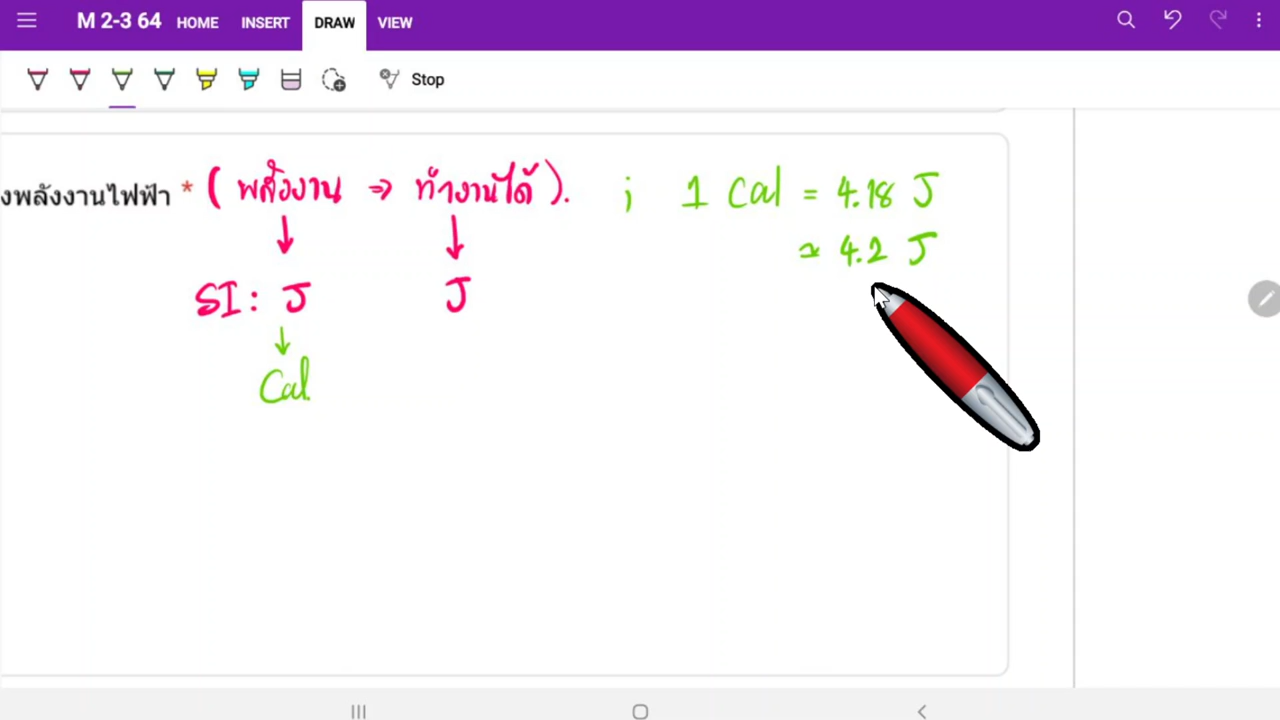 M 2-3 64 HOME INSERT DRAW VIEW
Stop
งพลังงานไฟฟ้า * ( พลังงาน ⇒ ทำงานได้ ). ; 1 Cal = 4.18 J
≃ 4.2 J
↓ ↓
SI: J J
↓
Cal